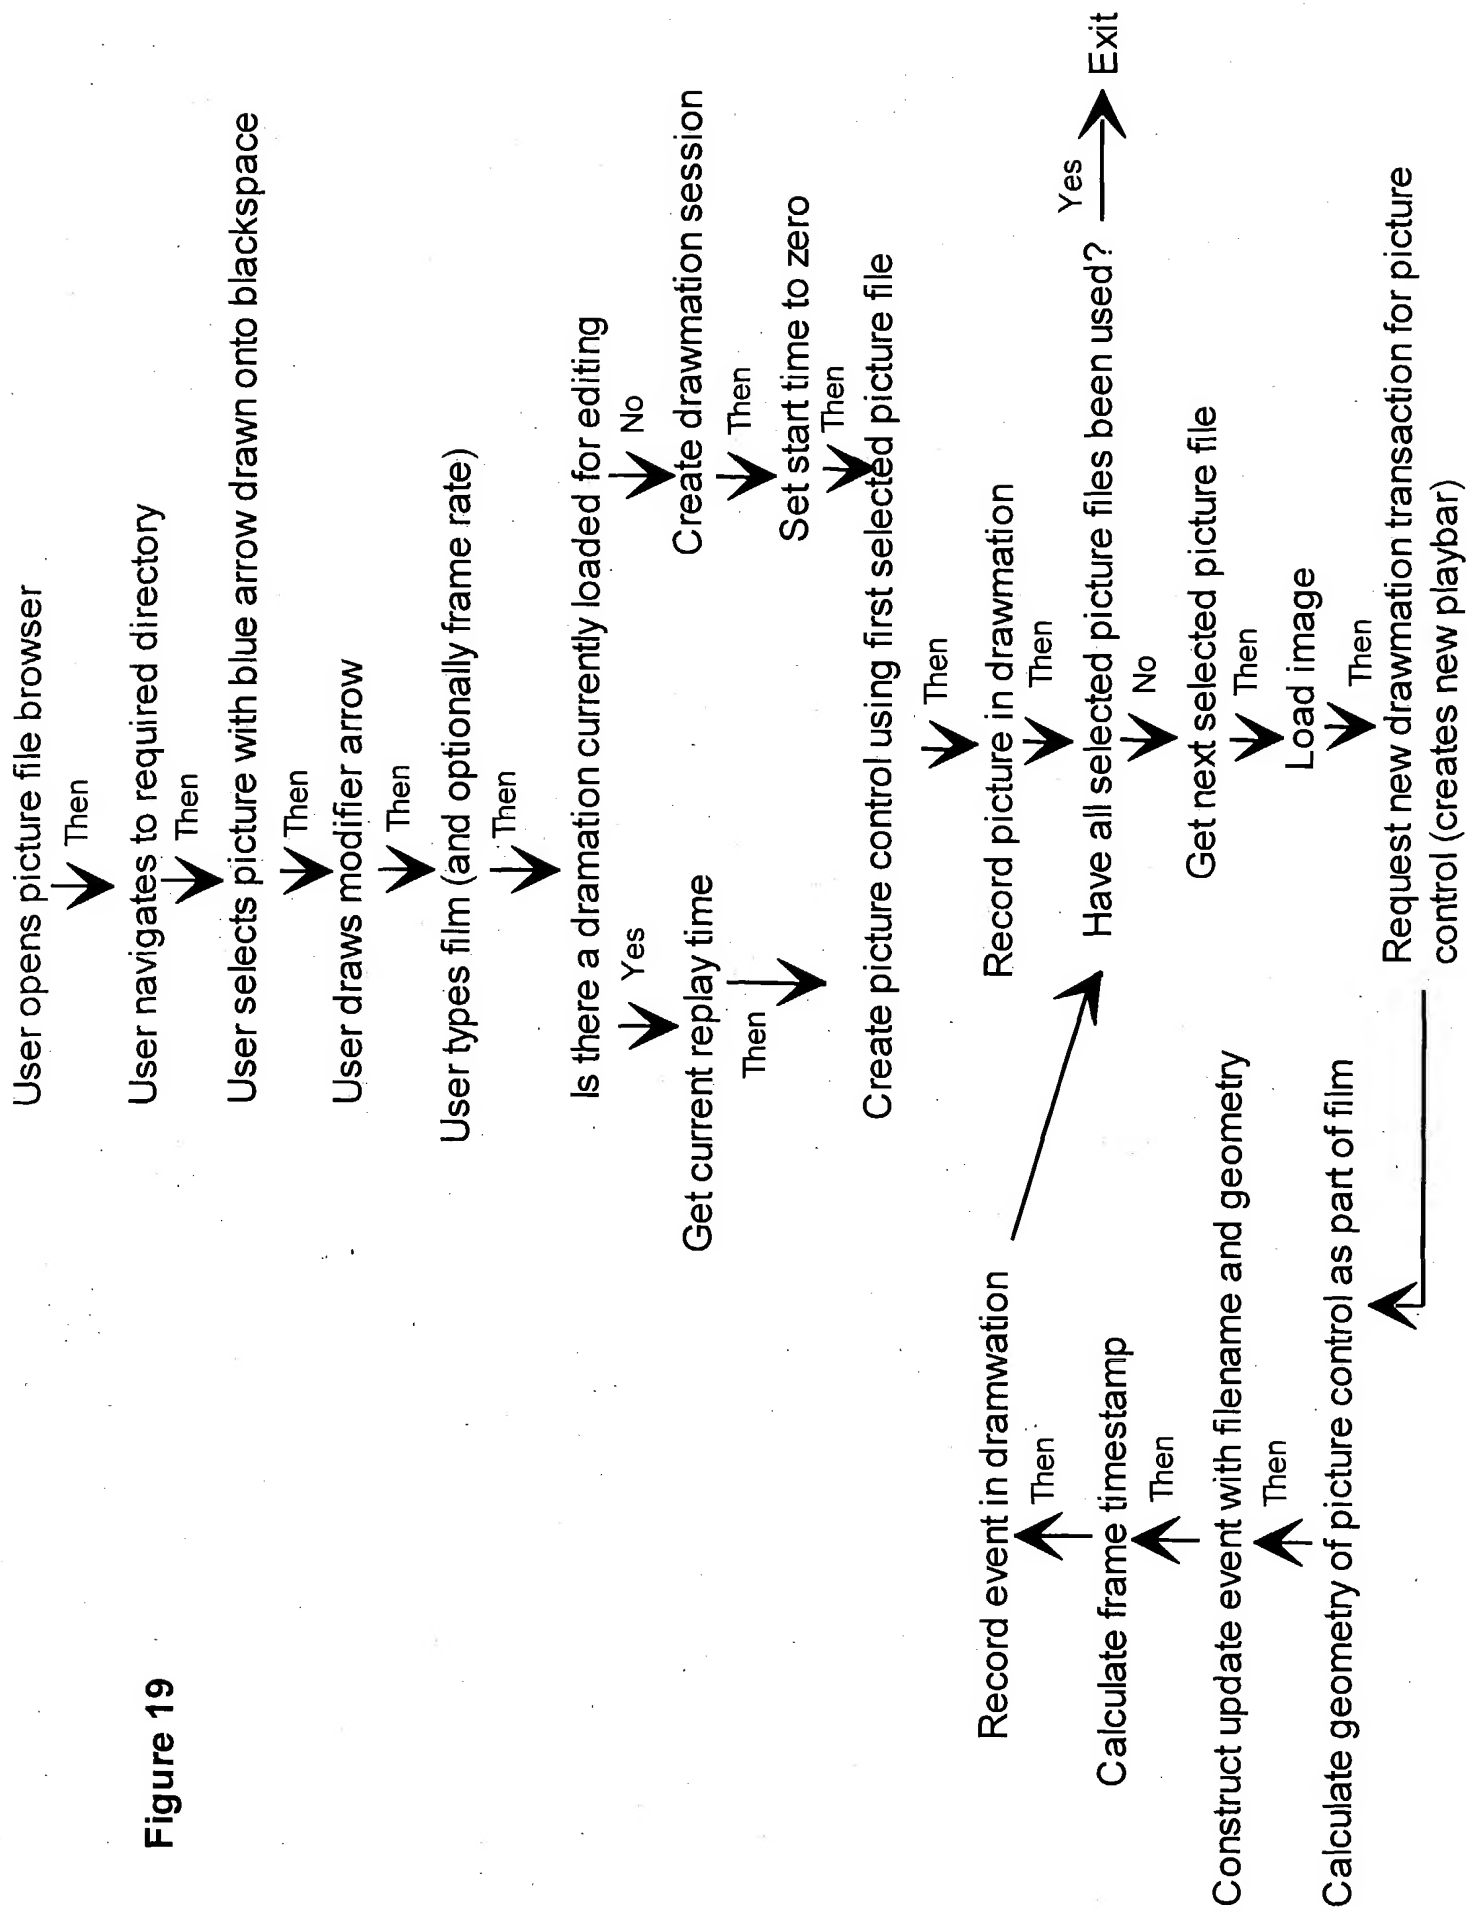 Figure 19
User opens picture file browser
Then
User navigates to required directory
Then
User selects picture with blue arrow drawn onto blackspace
Then
User draws modifier arrow
Then
User types film (and optionally frame rate)
Then
Is there a dramation currently loaded for editing
Yes
No
Get current replay time
Create drawmation session
Then
Then
Set start time to zero
Then
Create picture control using first selected picture file
Then
Record picture in drawmation
Then
Have all selected picture files been used?
Yes
Exit
No
Get next selected picture file
Then
Load image
Then
Request new drawmation transaction for picture
control (creates new playbar)
Calculate geometry of picture control as part of film
Then
Construct update event with filename and geometry
Then
Calculate frame timestamp
Then
Record event in dramwation